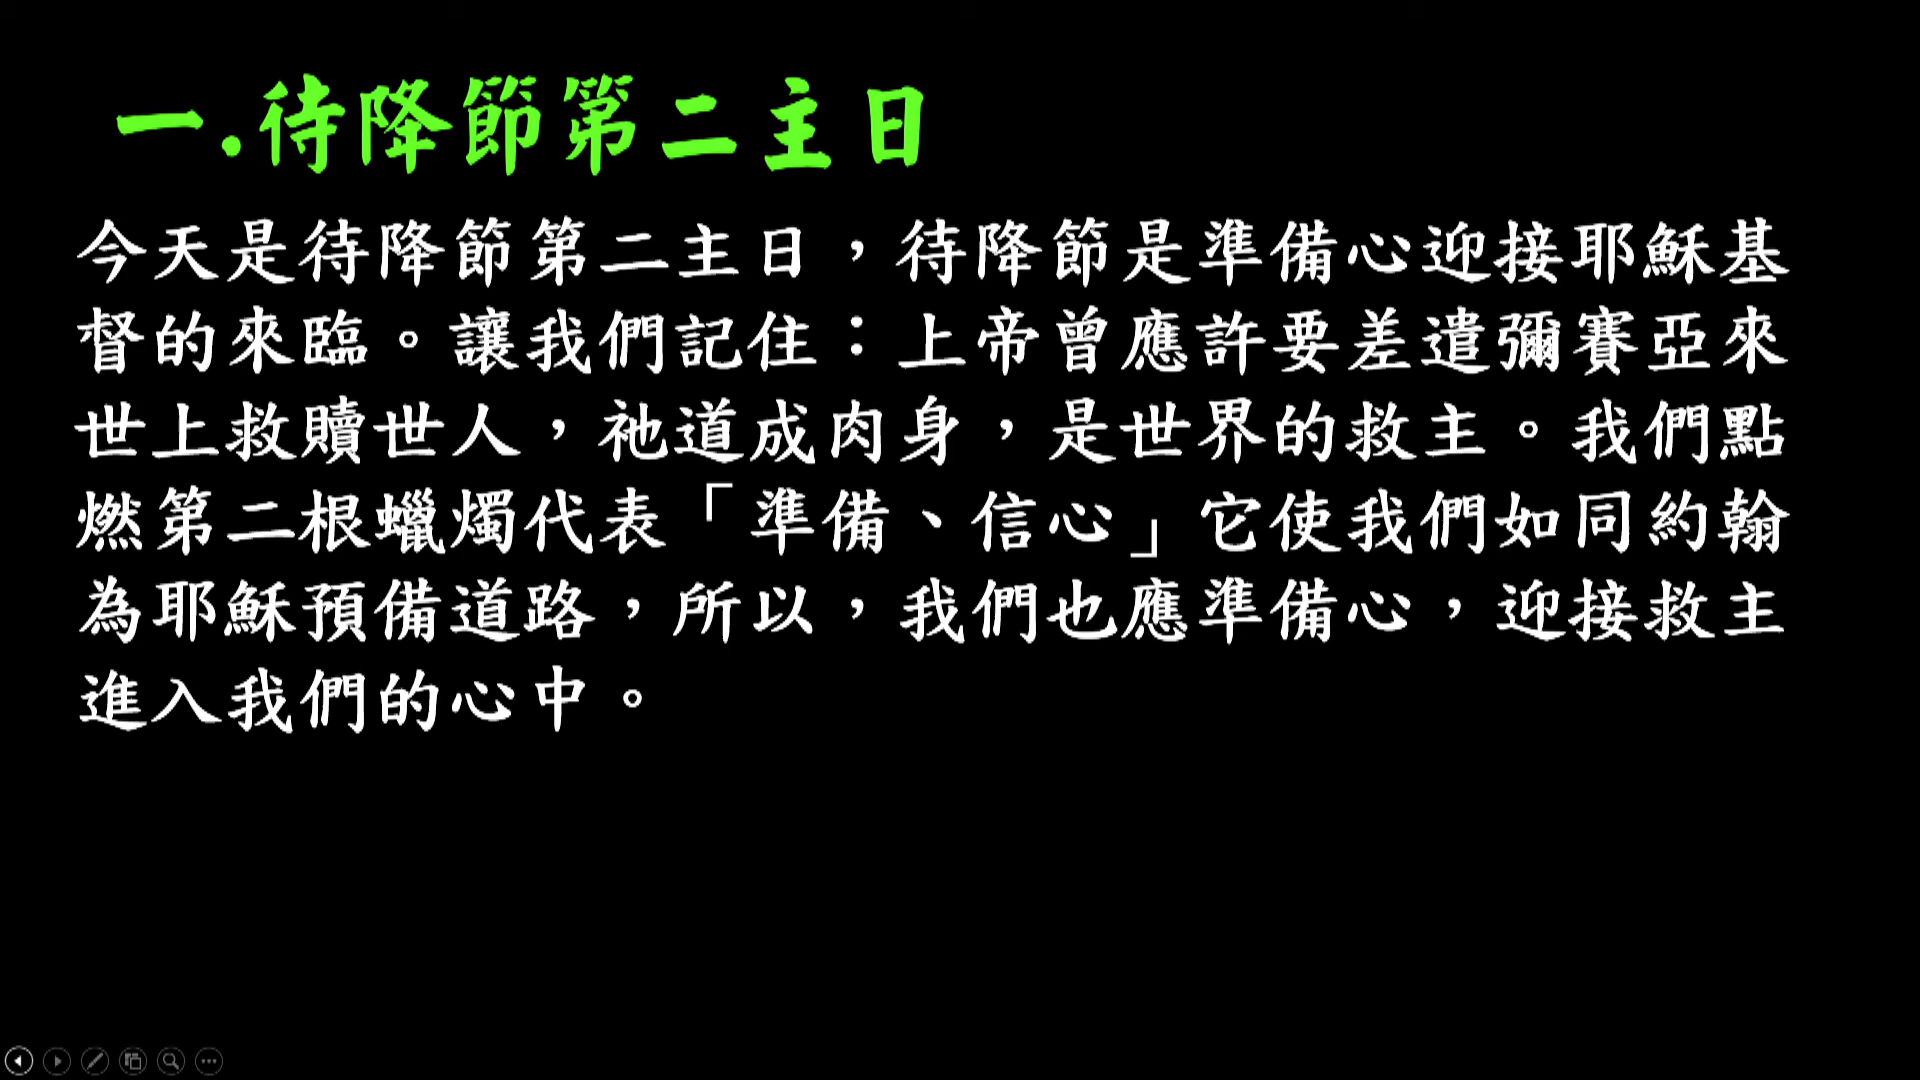 一.待降節第二主日
今天是待降節第二主日，待降節是準備心迎接耶穌基
督的來臨。讓我們記住：上帝曾應許要差遣彌賽亞來
世上救贖世人，祂道成肉身，是世界的救主。我們點
燃第二根蠟燭代表「準備、信心」它使我們如同約翰
為耶穌預備道路，所以，我們也應準備心，迎接救主
進入我們的心中。